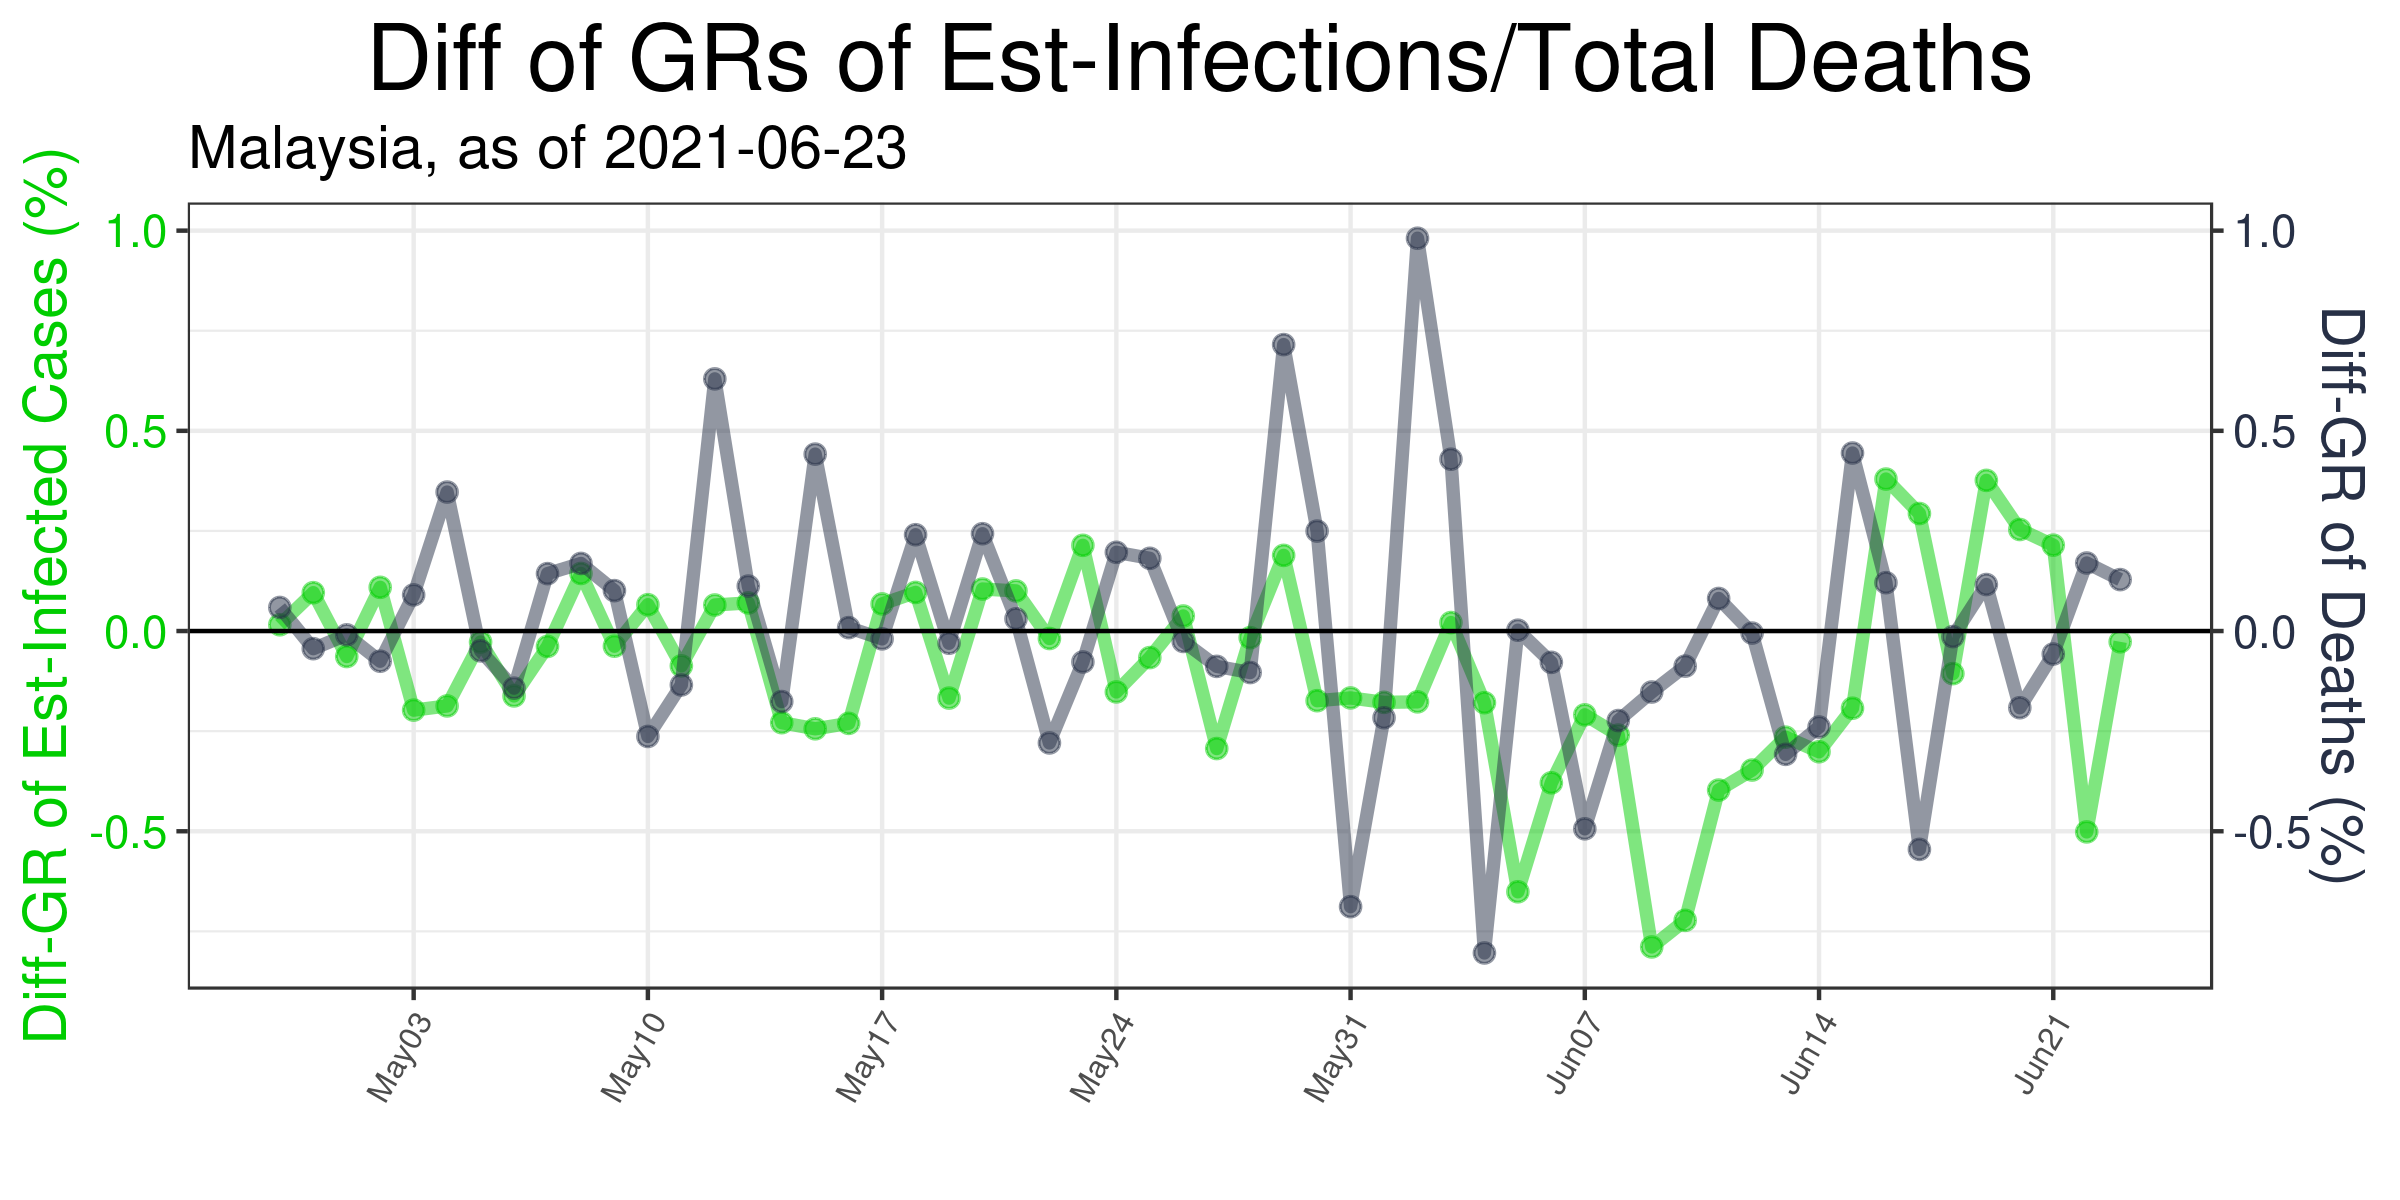 Diff of GRs of Est-Infections/Total Deaths
Malaysia, as of 2021-06-23
Diff-GR of Est-Infected Cases (%)
1.0
0.5
0.0
-0.5
1.0
0.5
0.0
-0.5
Diff-GR of Deaths (%)
May03
May10
May17
May24
May31
Jun07
Jun14
Jun21